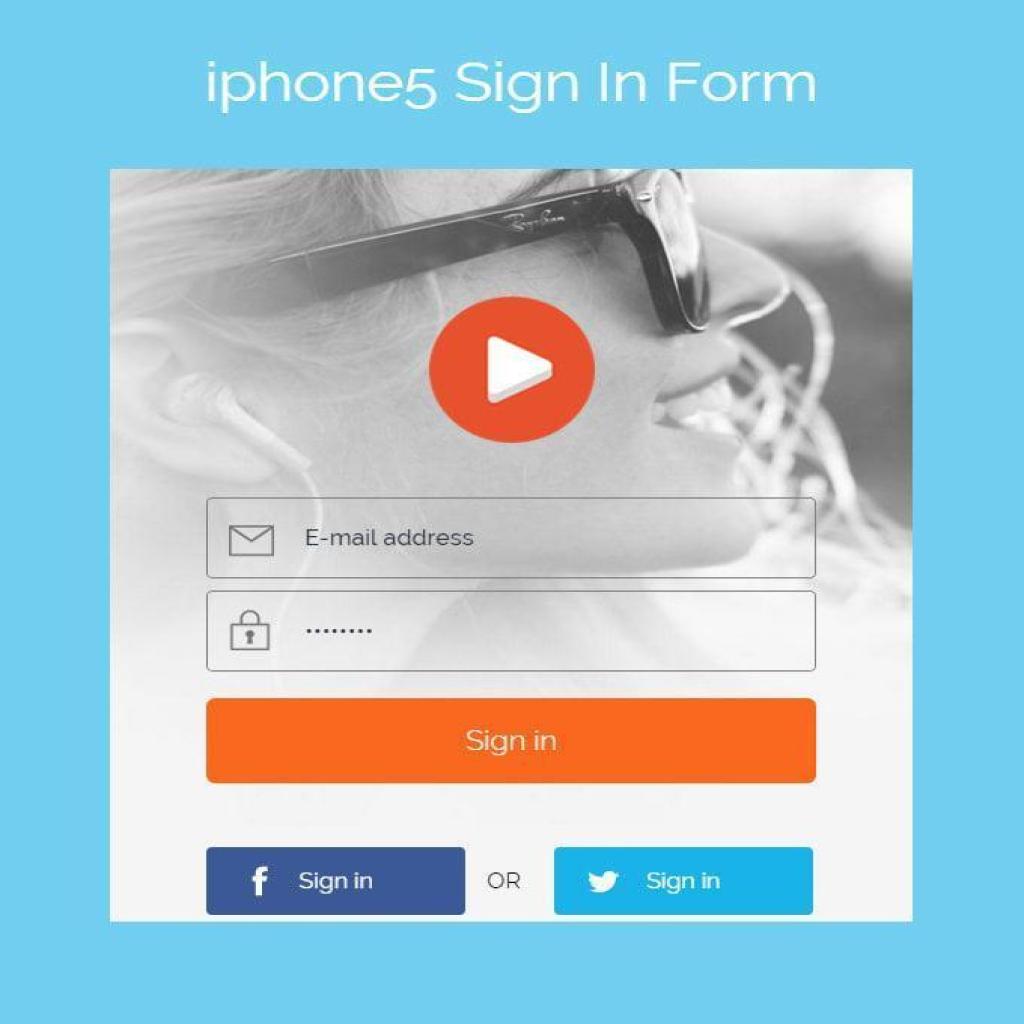 iphone5 Sign In Form
Ray-Ban
E-mail address
••••••••
Sign in
Sign in OR Sign in